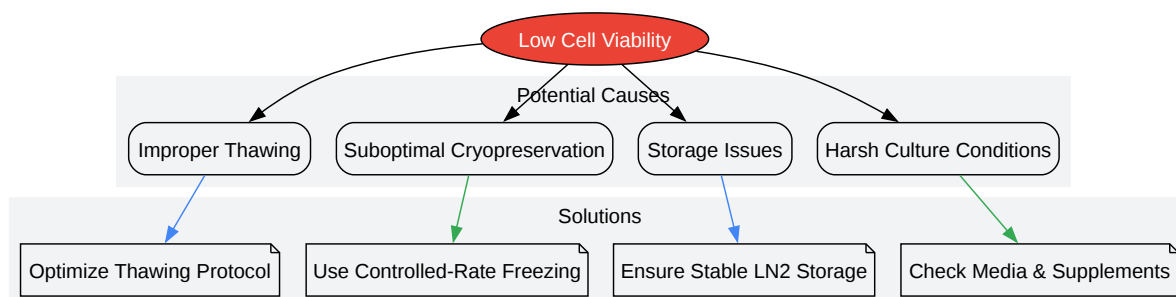 Low Cell Viability
Potential Causes
Improper Thawing
Suboptimal Cryopreservation
Storage Issues
Harsh Culture Conditions
Solutions
Optimize Thawing Protocol
Use Controlled-Rate Freezing
Ensure Stable LN2 Storage
Check Media & Supplements